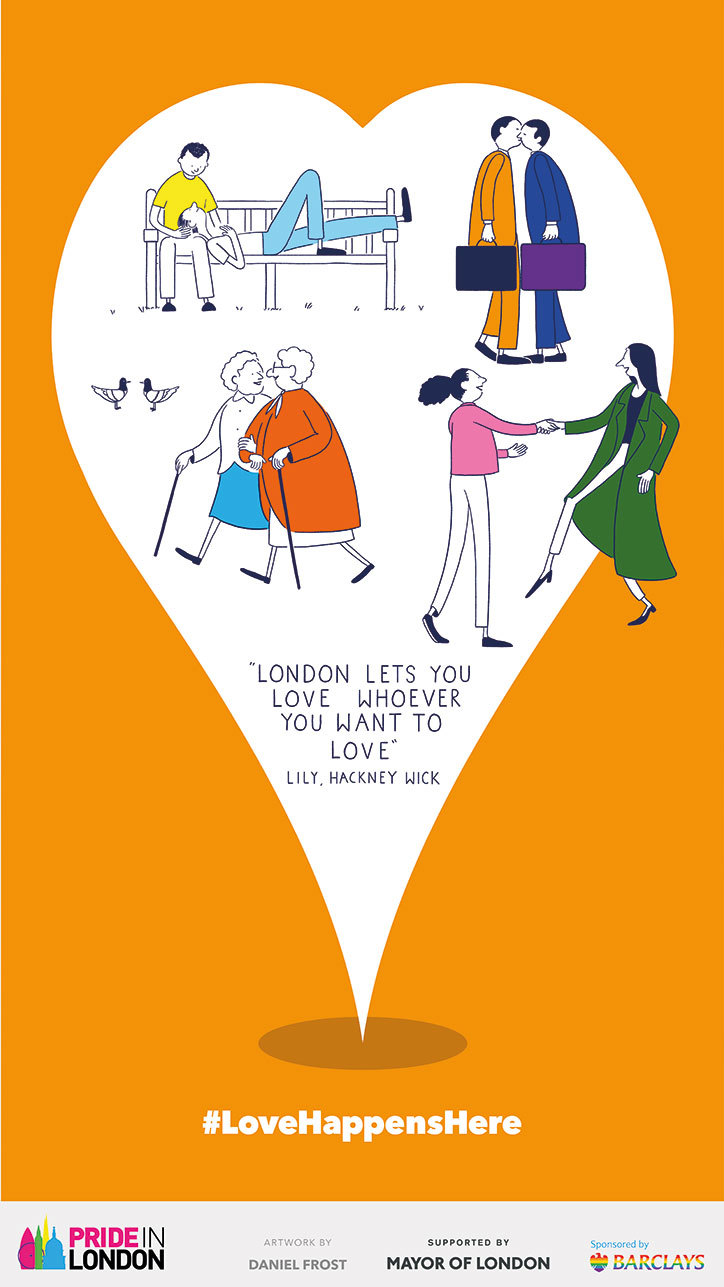 "LONDON LETS YOU
LOVE WHOEVER
YOU WANT TO
LOVE"
LILY, HACKNEY WICK
#LoveHappensHere
PRIDE IN
LONDON
ARTWORK BY
DANIEL FROST
SUPPORTED BY
MAYOR OF LONDON
Sponsored by
BARCLAYS